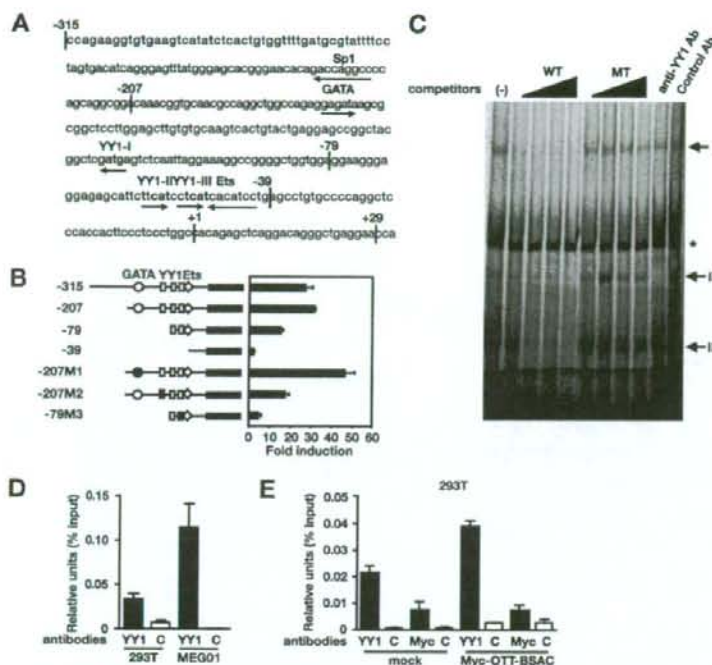 A
-315
ccagaaggtgtgaagtcatatctcactgtggttttgatgcgtattttcc
Sp1
tagtgacatcagggagtttatgggagcacgggaacacagaccaggcccc
-207
GATA
agcaggcggacaaacggtgcaacgccaggctggccagaggagataagcg
cggctccttggagcttgtgtgcaagtcactgtactgaggagccggctac
YY1-I
-79
ggctcgatgagtctcaattaggaaaggccggggctggtggaggaaggga
YY1-II YY1-III Ets
-39
ggagagcattcttcatcctcatcacatcctgagcctgtgccccaggctc
+1
+29
ccaccacttccctccctggccacagagctcaggacagggctgaggaacca
B
GATA YY1Ets
-315
-207
-79
-39
-207M1
-207M2
-79M3
0 10 20 30 40 50 60
Fold induction
C
WT
MT
anti-YY1 Ab
Control Ab
competitors
(-)
*
D
Relative units (% input)
0.15
0.10
0.05
0
antibodies
YY1 C YY1 C
293T
MEG01
E
293T
Relative units (% input)
0.05
0.04
0.03
0.02
0.01
0
antibodies
YY1 C Myc C YY1 C Myc C
mock
Myc-OTT-BSAC